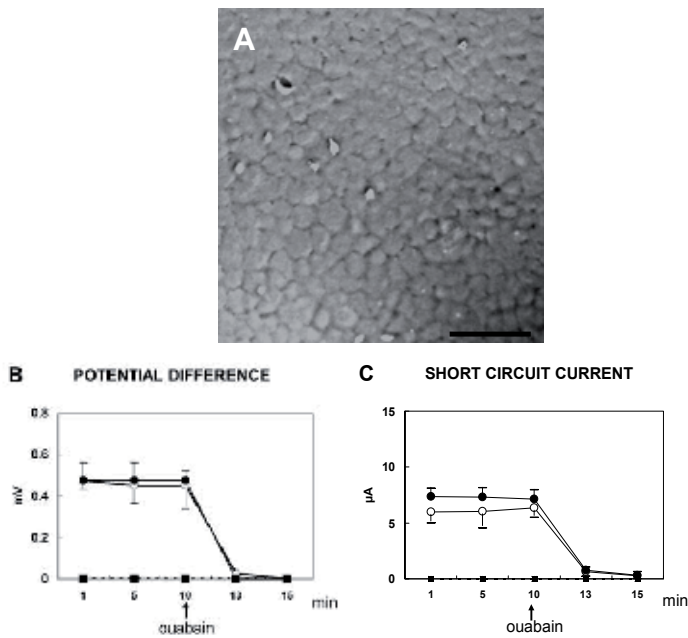 A
B POTENTIAL DIFFERENCE
0.8
0.6
mV
0.4
0.2
0
1 5 10 13 15 min
ouabain
C SHORT CIRCUIT CURRENT
15
10
µA
5
0
1 5 10 13 15 min
ouabain